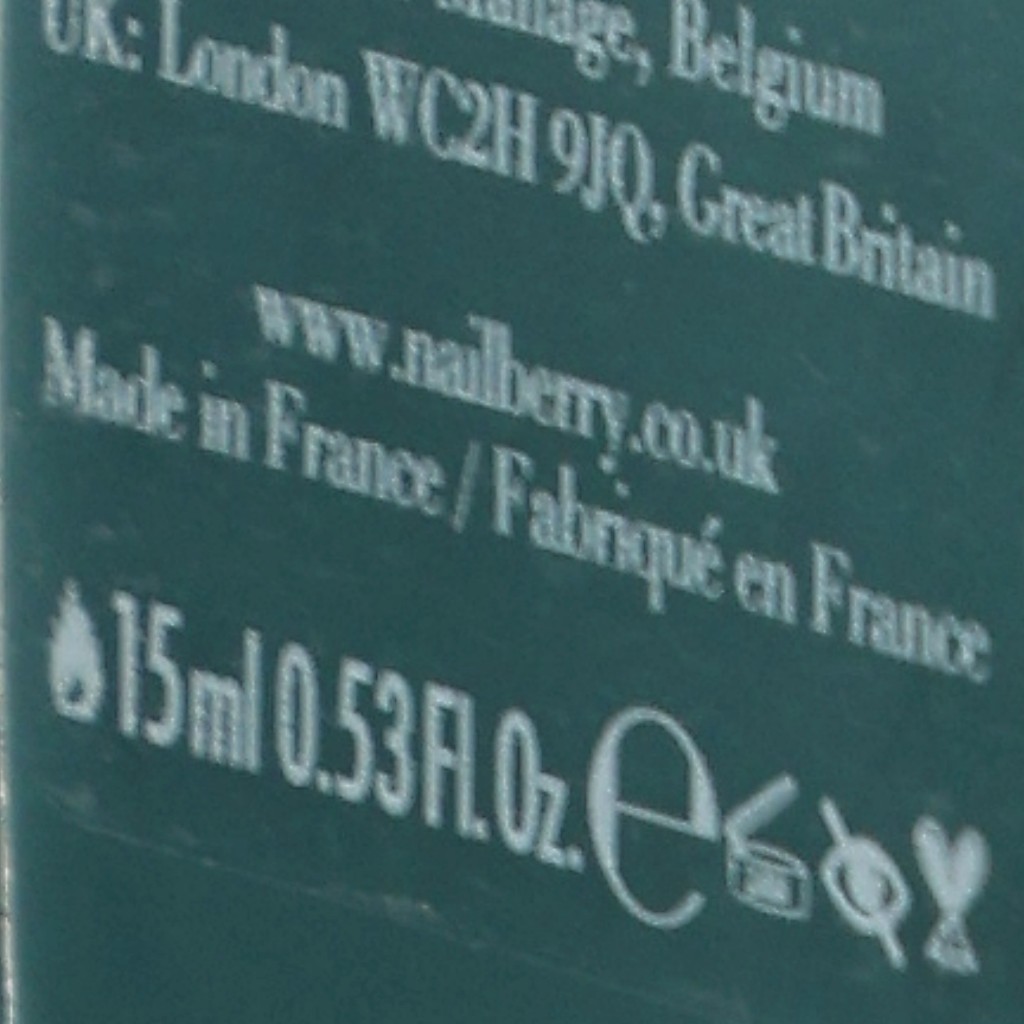 Belgium
UK: London WC2H 9JQ, Great Britain
www.nailberry.co.uk
Made in France / Fabriqué en France
15ml 0.53 Fl. Oz. e